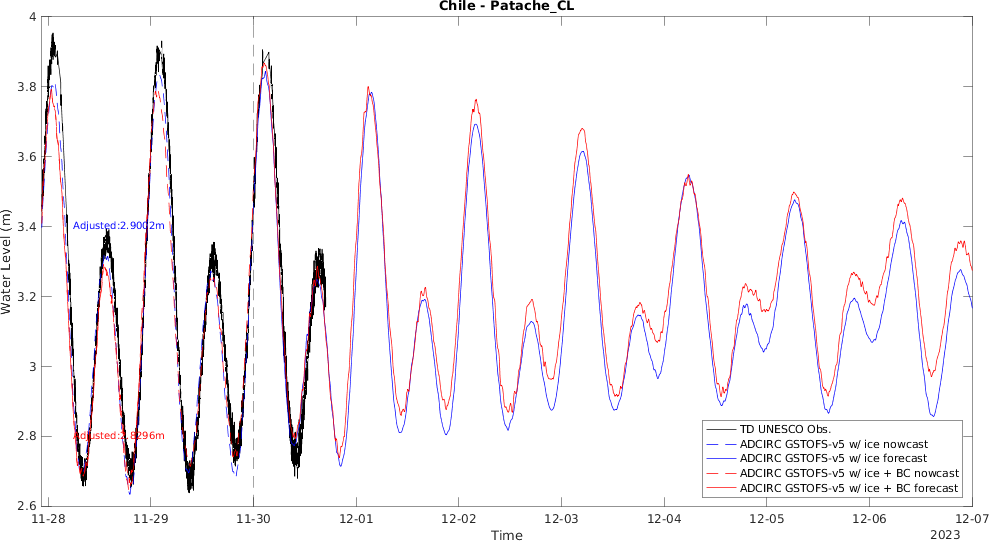 Chile - Patache_CL
Water Level (m)
4
3.8
3.6
3.4
3.2
3
2.8
2.6
Adjusted:2.9002m
Adjusted:2.8296m
TD UNESCO Obs.
ADCIRC GSTOFS-v5 w/ ice nowcast
ADCIRC GSTOFS-v5 w/ ice forecast
ADCIRC GSTOFS-v5 w/ ice + BC nowcast
ADCIRC GSTOFS-v5 w/ ice + BC forecast
11-28 11-29 11-30 12-01 12-02 12-03 12-04 12-05 12-06 12-07
Time
2023